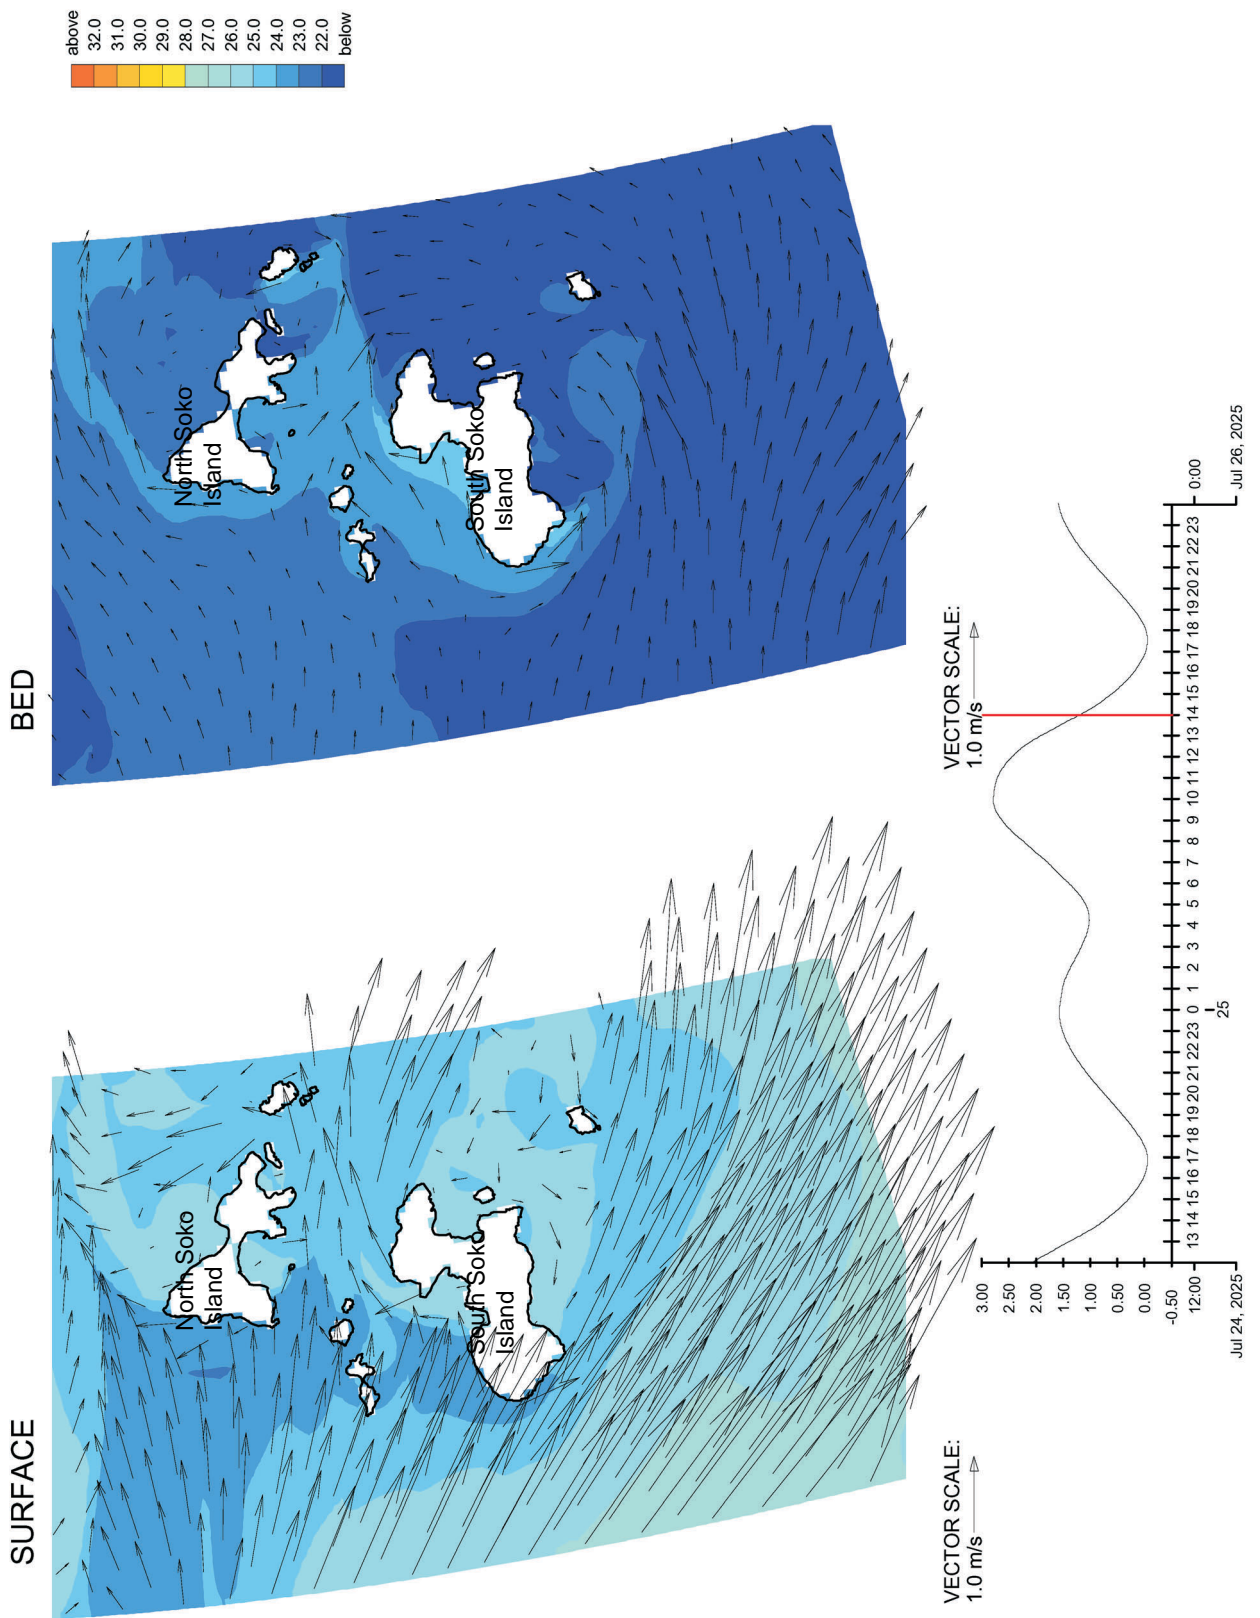 SURFACE
BED
above
32.0
31.0
30.0
29.0
28.0
27.0
26.0
25.0
24.0
23.0
22.0
below
North Soko
Island
South Soko
Island
North Soko
Island
South Soko
Island
VECTOR SCALE:
1.0 m/s
VECTOR SCALE:
1.0 m/s
3.00
2.50
2.00
1.50
1.00
0.50
0.00
-0.50
13 14 15 16 17 18 19 20 21 22 23 0 1 2 3 4 5 6 7 8 9 10 11 12 13 14 15 16 17 18 19 20 21 22 23
12:00
25
0:00
Jul 24, 2025
Jul 26, 2025